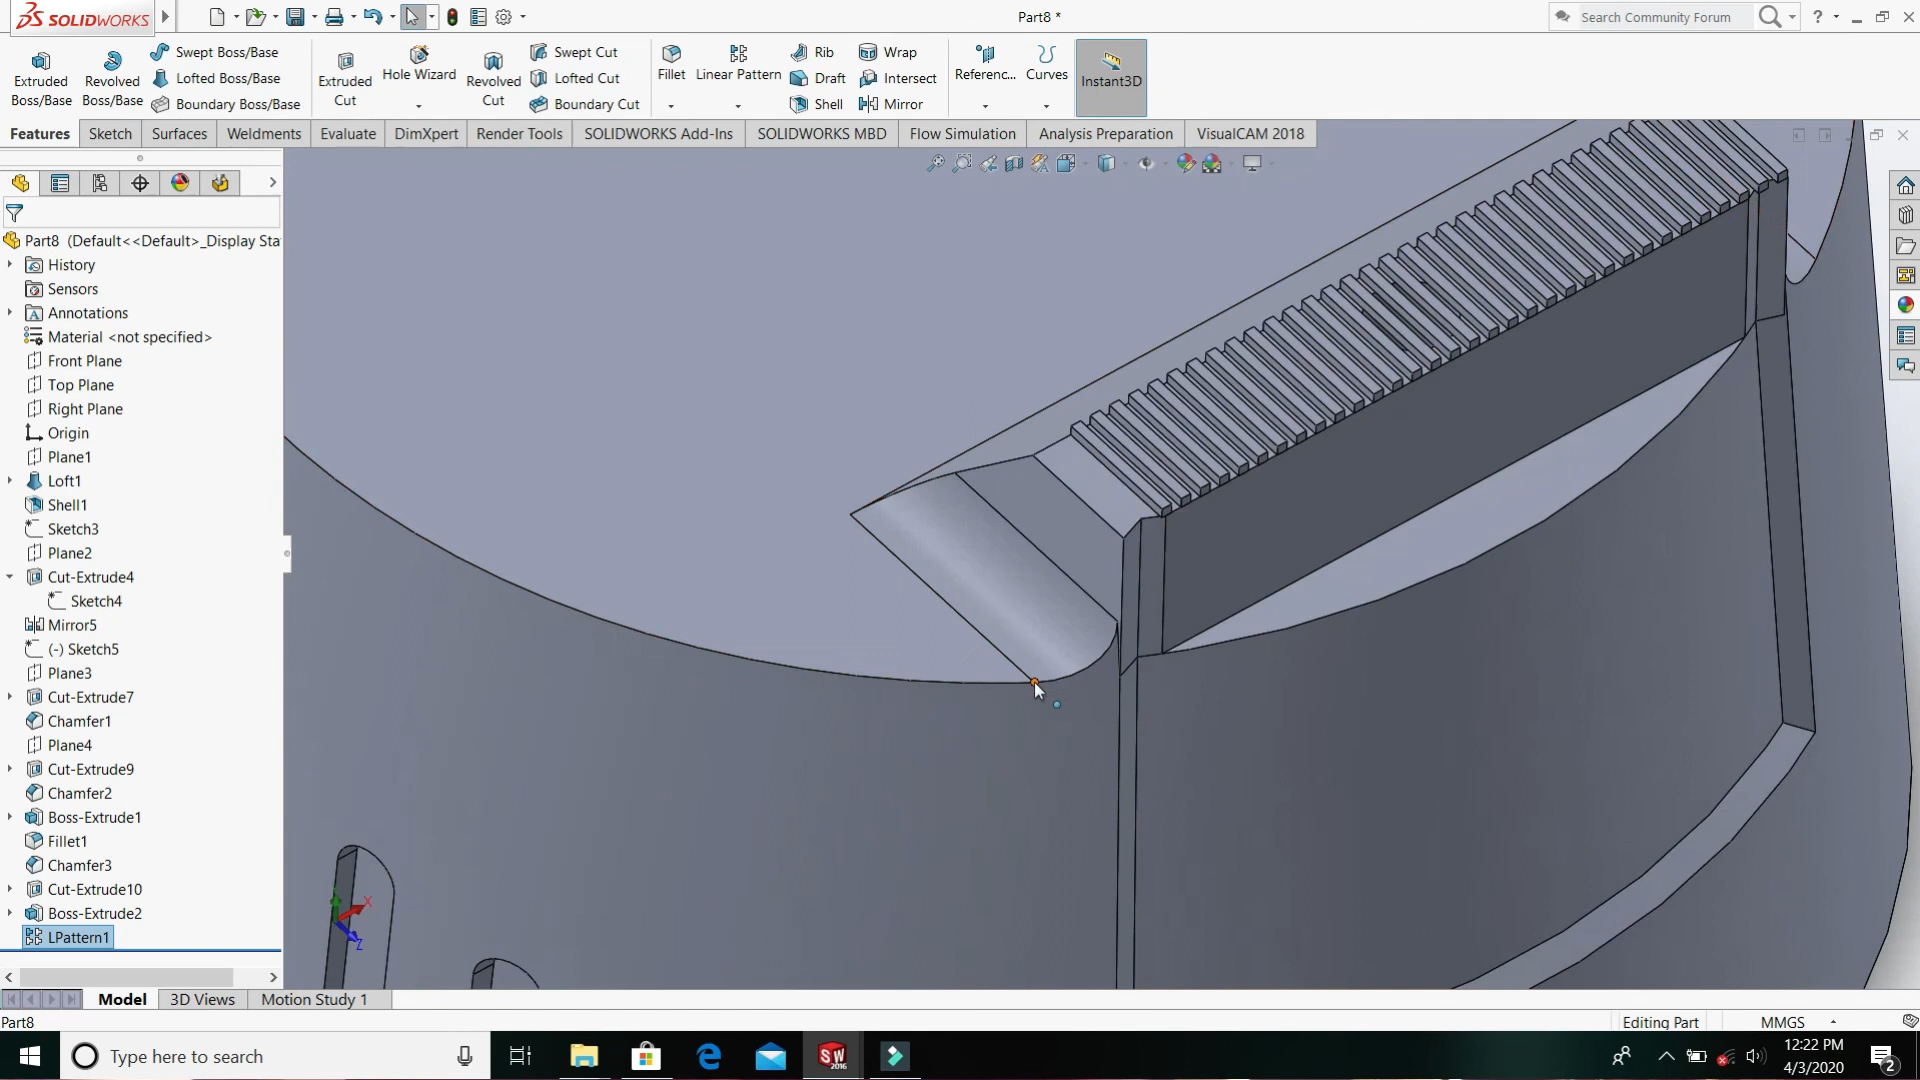 SOLIDWORKS
Part8 *
Search Community Forum
?
Extruded Boss/Base
Revolved Boss/Base
Swept Boss/Base
Lofted Boss/Base
Boundary Boss/Base
Extruded Cut
Hole Wizard
Revolved Cut
Swept Cut
Lofted Cut
Boundary Cut
Fillet
Linear Pattern
Rib
Draft
Shell
Wrap
Intersect
Mirror
Referenc...
Curves
Instant3D
Features
Sketch
Surfaces
Weldments
Evaluate
DimXpert
Render Tools
SOLIDWORKS Add-Ins
SOLIDWORKS MBD
Flow Simulation
Analysis Preparation
VisualCAM 2018
Part8 (Default<<Default>_Display Sta
History
Sensors
Annotations
Material <not specified>
Front Plane
Top Plane
Right Plane
Origin
Plane1
Loft1
Shell1
Sketch3
Plane2
Cut-Extrude4
Sketch4
Mirror5
(-) Sketch5
Plane3
Cut-Extrude7
Chamfer1
Plane4
Cut-Extrude9
Chamfer2
Boss-Extrude1
Fillet1
Chamfer3
Cut-Extrude10
Boss-Extrude2
LPattern1
X
Z
Model
3D Views
Motion Study 1
Part8
Editing Part
MMGS
Type here to search
SW
2016
12:22 PM
4/3/2020
2